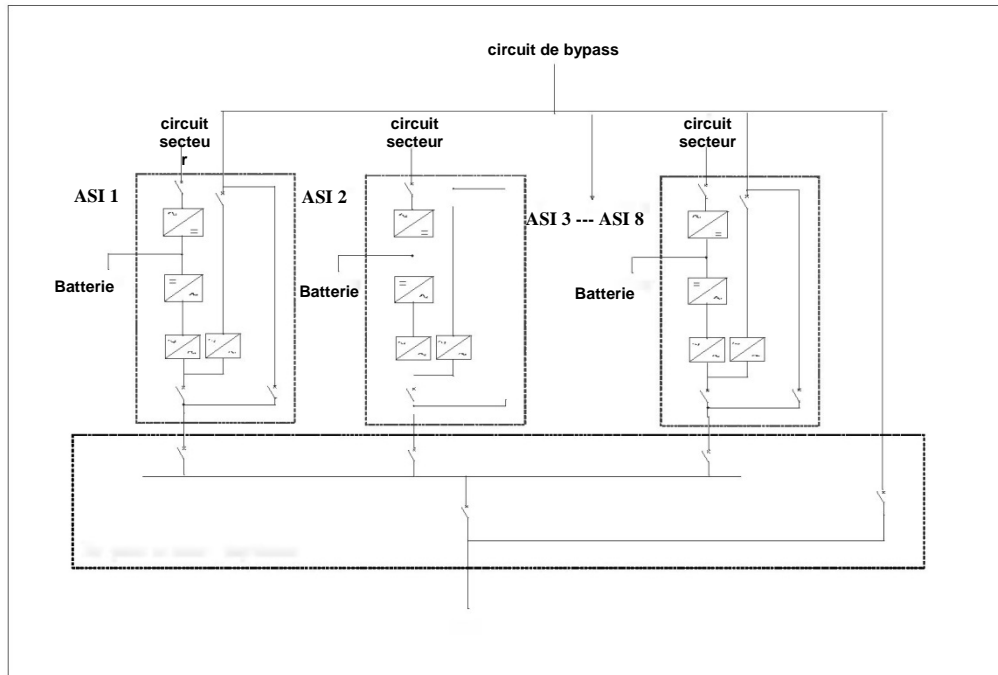 circuit de bypass
circuit
secteu
r
circuit
secteur
circuit
secteur
ASI 1
ASI 2
ASI 3 --- ASI 8
Batterie
Batterie
Batterie